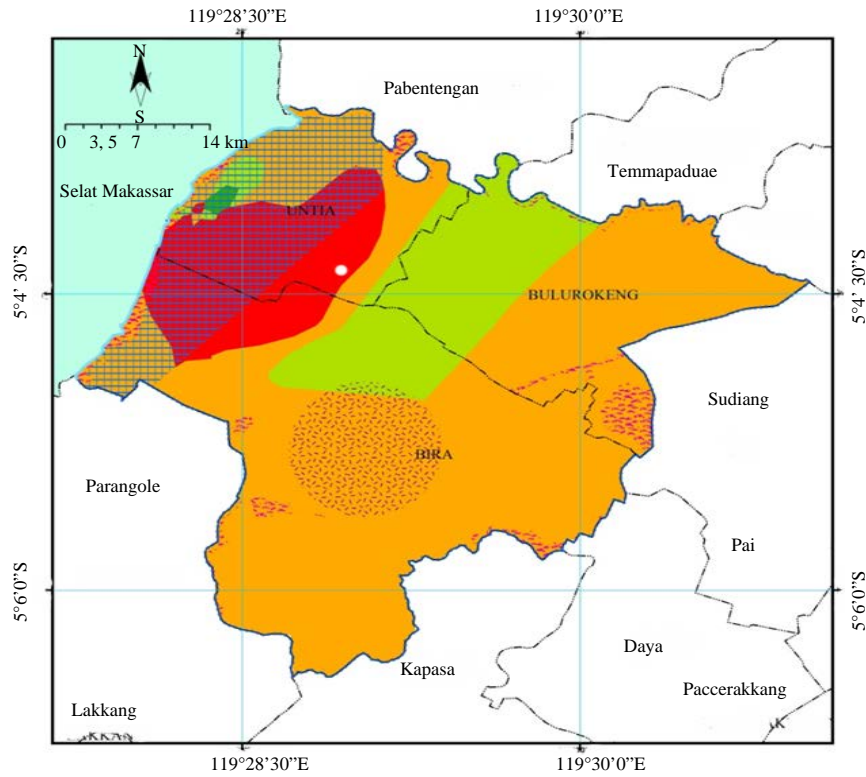 119°28'30"E 119°30'0"E
N
S
0 3, 5 7 14 km
Pabentengan
Temmapaduae
Selat Makassar
UNTIA
5°4' 30"S 5°4' 30"S
BULUROKENG
Sudiang
BIRA
Parangole
Pai
5°6'0"S 5°6'0"S
Daya
Kapasa
Paccerakkang
Lakkang
K
119°28'30"E 119°30'0"E